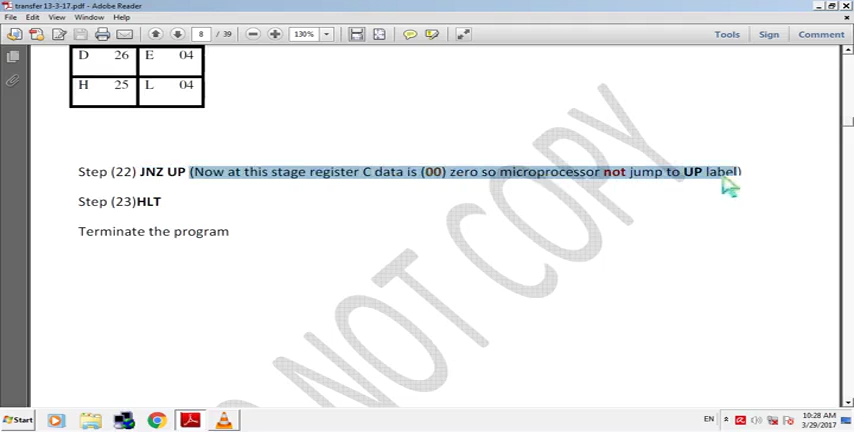 transfer 13-3-17.pdf - Adobe Reader
File Edit View Window Help
8 / 39 130% Tools Sign Comment
D 26 E 04
H 25 L 04
Step (22) JNZ UP (Now at this stage register C data is (00) zero so microprocessor not jump to UP label)
Step (23)HLT
Terminate the program
NOT COPY
Start EN 10:28 AM
3/29/2017